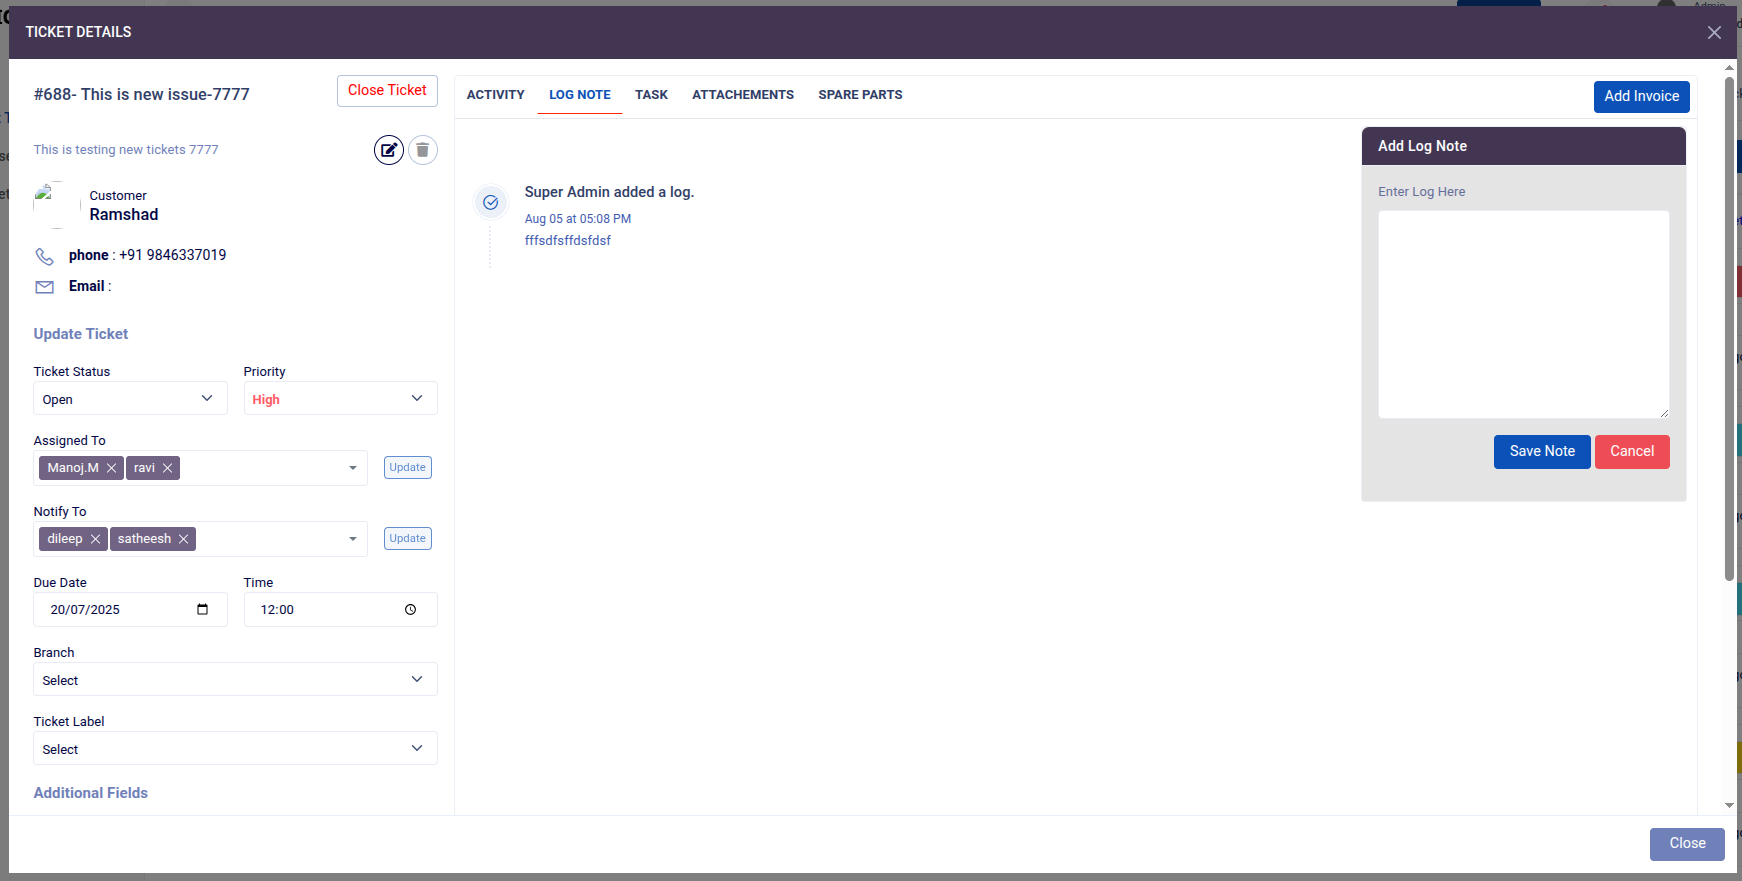 Admin
TICKET DETAILS
#688- This is new issue-7777
Close Ticket
This is testing new tickets 7777
Customer
Ramshad
phone : +91 9846337019
Email :
Update Ticket
Ticket Status
Priority
Open
High
Assigned To
Manoj.M
ravi
Update
Notify To
dileep
satheesh
Update
Due Date
Time
20/07/2025
12:00
Branch
Select
Ticket Label
Select
Additional Fields
ACTIVITY
LOG NOTE
TASK
ATTACHEMENTS
SPARE PARTS
Add Invoice
Super Admin added a log.
Aug 05 at 05:08 PM
fffsdfsffdsfdsf
Add Log Note
Enter Log Here
Save Note
Cancel
Close